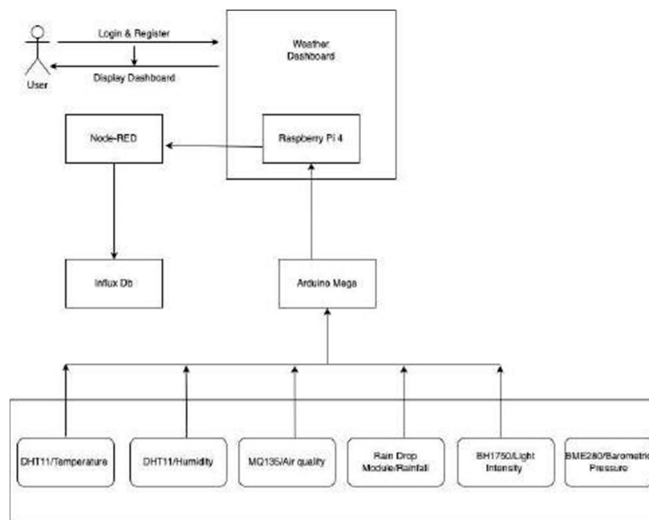 Login & Register
Weather
Dashboard
Display Dashboard
User
Node-RED
Raspberry Pi 4
Influx Db
Arduino Mega
DHT11/Temperature
DHT11/Humidity
MQ135/Air quality
Rain Drop
Module/Rainfall
BH1750/Light
Intensity
BME280/Barometric
Pressure